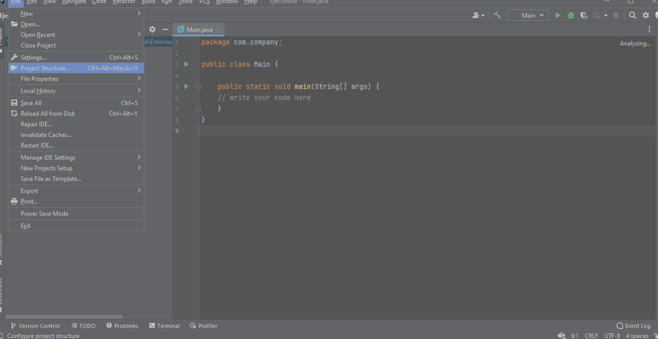 File Edit View Navigate Code Refactor Build Run Tools VCS Window Help Ejecutable - Main.java
New
Open...
Open Recent
Close Project
Settings... Ctrl+Alt+S
Project Structure... Ctrl+Alt+Mayús+S
File Properties
Local History
Save All Ctrl+S
Reload All from Disk Ctrl+Alt+Y
Repair IDE...
Invalidate Caches...
Restart IDE...
Manage IDE Settings
New Projects Setup
Save File as Template...
Export
Print...
Power Save Mode
Exit
Main
Main.java
Analyzing...
1 package com.company;
2
3 public class Main {
4
5 public static void main(String[] args) {
6 // write your code here
7 }
8 }
9
Version Control TODO Problems Terminal Profiler Event Log
Configure project structure 9:1 CRLF UTF-8 4 spaces